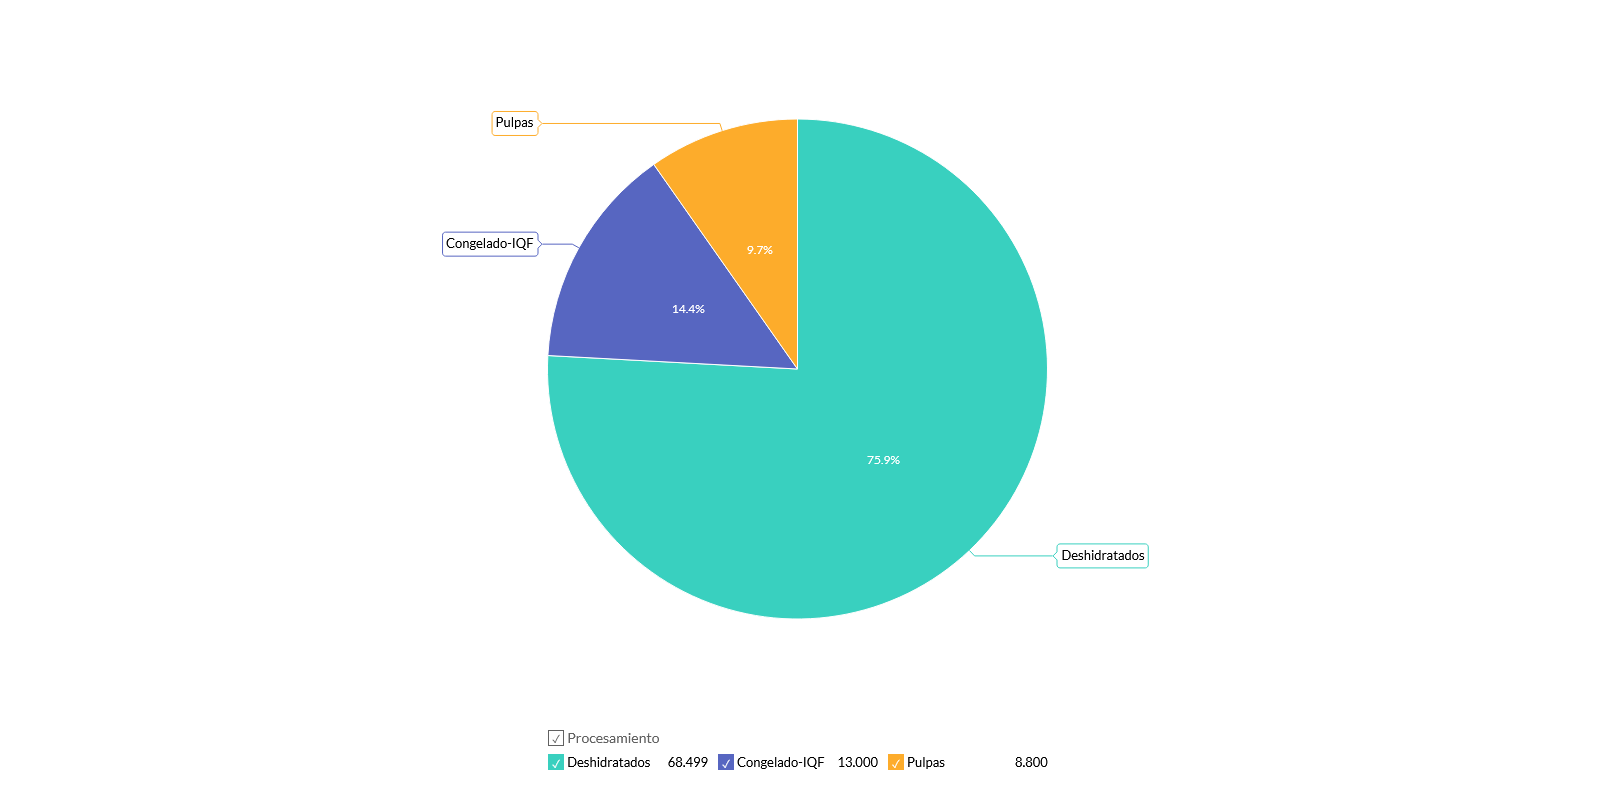 Pulpas
9.7%
Congelado-IQF
14.4%
75.9%
Deshidratados
Procesamiento
Deshidratados 68.499 Congelado-IQF 13.000 Pulpas 8.800